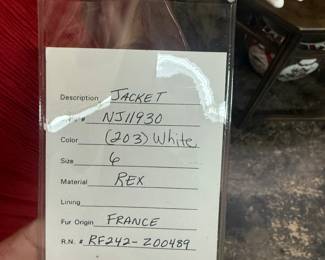 Description JACKET
# NJ11930
Color (203) White
Size 6
Material REX
Lining
Fur Origin FRANCE
R.N. # RF242-200489